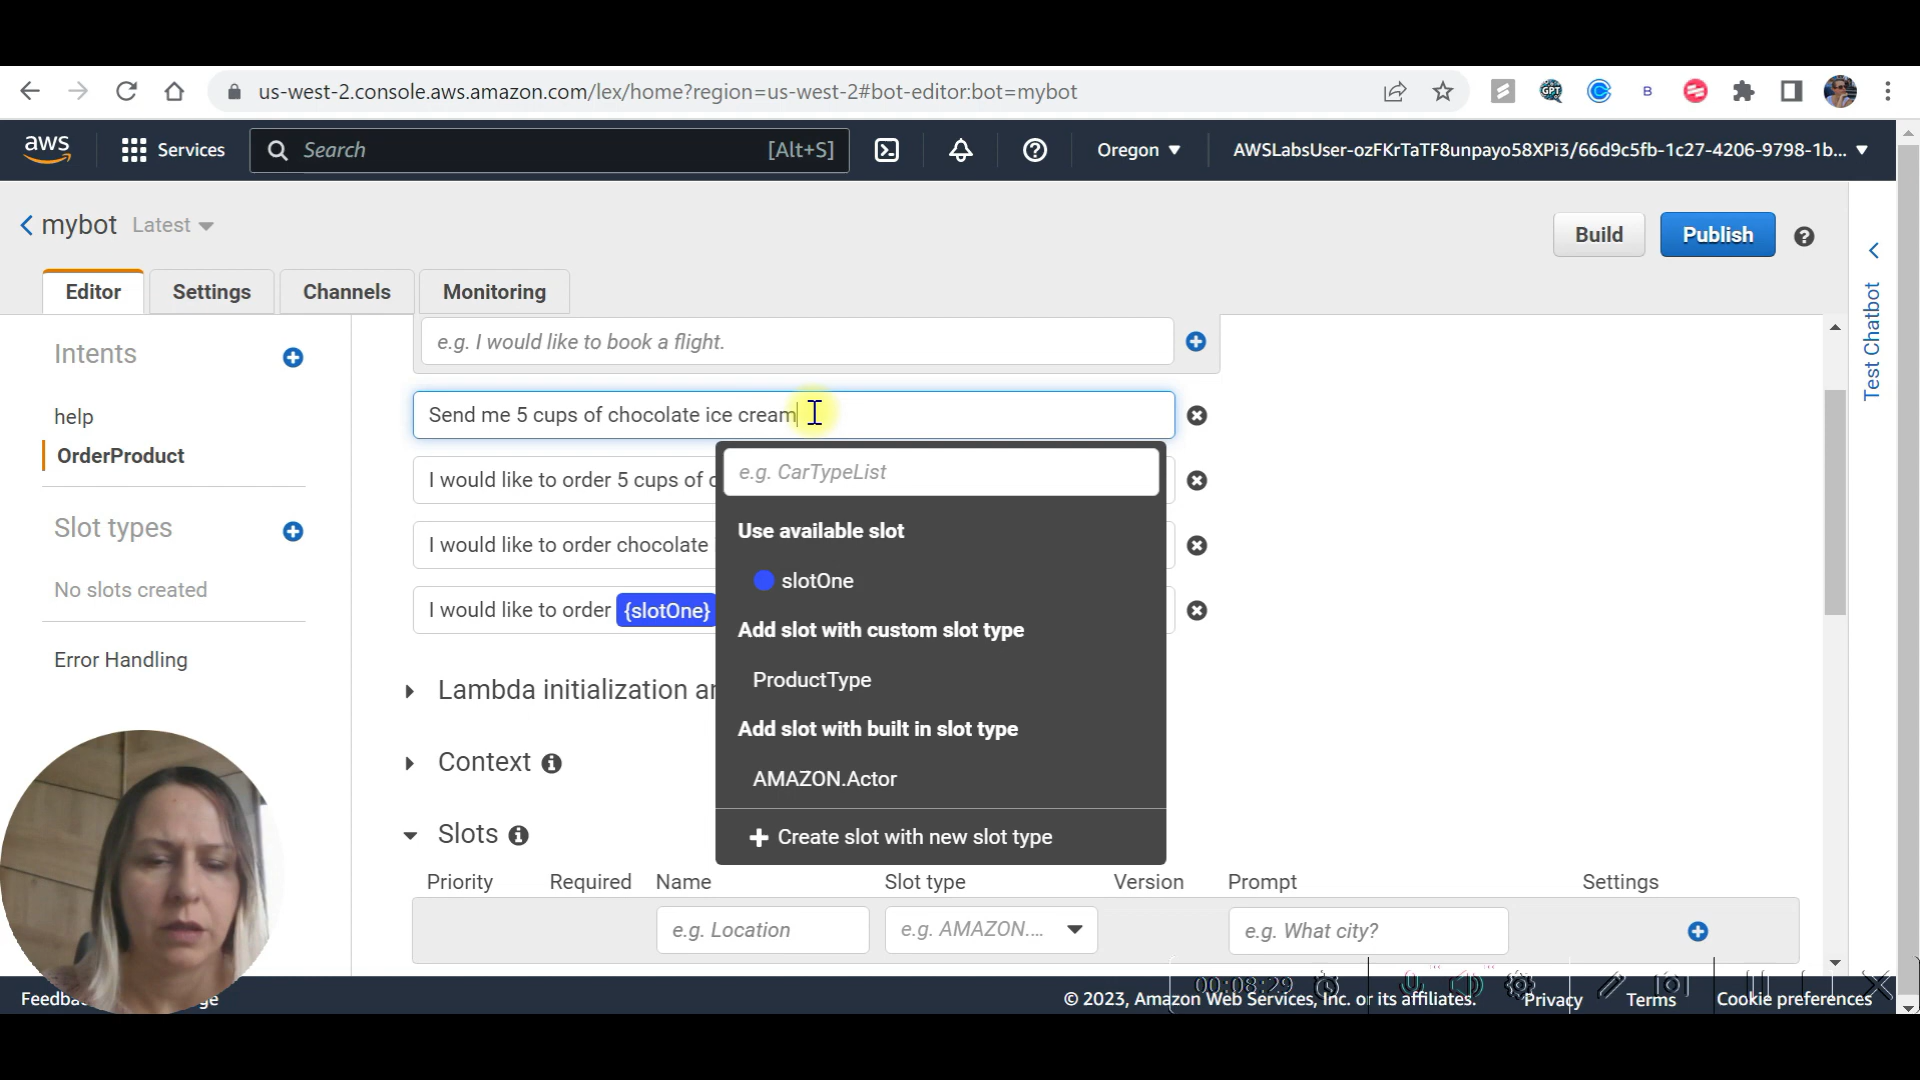 us-west-2.console.aws.amazon.com/lex/home?region=us-west-2#bot-editor:bot=mybot
GPT
B
aws
Services
Search
[Alt+S]
Oregon
AWSLabsUser-ozFKrTaTF8unpayo58XPi3/66d9c5fb-1c27-4206-9798-1b...
mybot
Latest
Build
Publish
Editor
Settings
Channels
Monitoring
Test Chatbot
Intents
help
OrderProduct
Slot types
No slots created
Error Handling
e.g. I would like to book a flight.
Send me 5 cups of chocolate ice cream
I would like to order 5 cups of
I would like to order chocolate
I would like to order {slotOne}
e.g. CarTypeList
Use available slot
slotOne
Add slot with custom slot type
ProductType
Add slot with built in slot type
AMAZON.Actor
Create slot with new slot type
Lambda initialization
Context
Slots
Priority
Required
Name
Slot type
Version
Prompt
Settings
e.g. Location
e.g. AMAZON....
e.g. What city?
00:08:29
© 2023, Amazon Web Services, Inc. or its affiliates.
Privacy
Terms
Cookie preferences